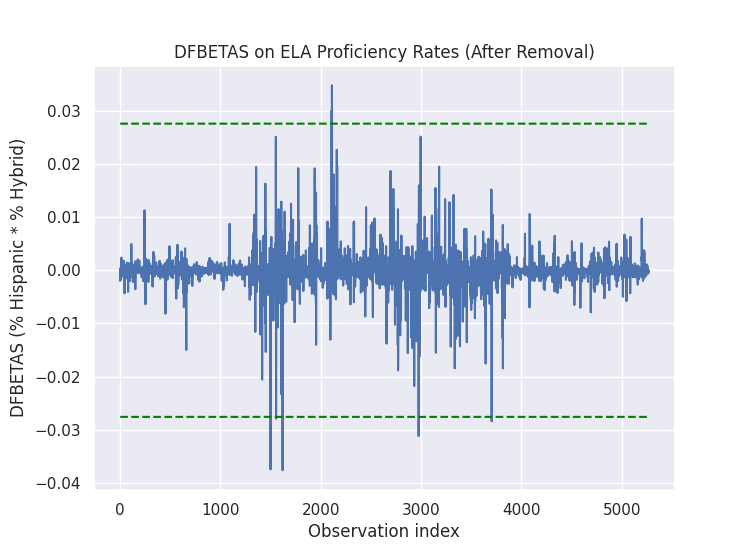 DFBETAS on ELA Proficiency Rates (After Removal)
DFBETAS (% Hispanic * % Hybrid)
0.03
0.02
0.01
0.00
−0.01
−0.02
−0.03
−0.04
0 1000 2000 3000 4000 5000
Observation index